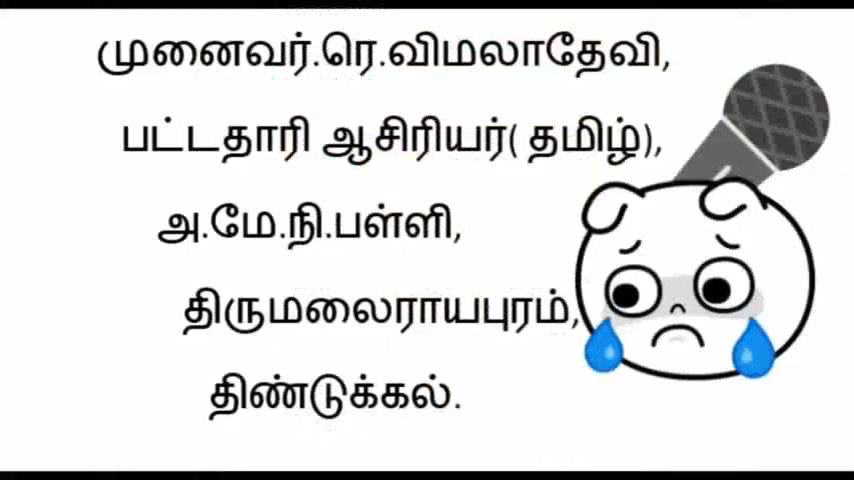 முனைவர்.ரெ.விமலாதேவி,
பட்டதாரி ஆசிரியர்( தமிழ்),
அ.மே.நி.பள்ளி,
திருமலைராயபுரம்,
திண்டுக்கல்.